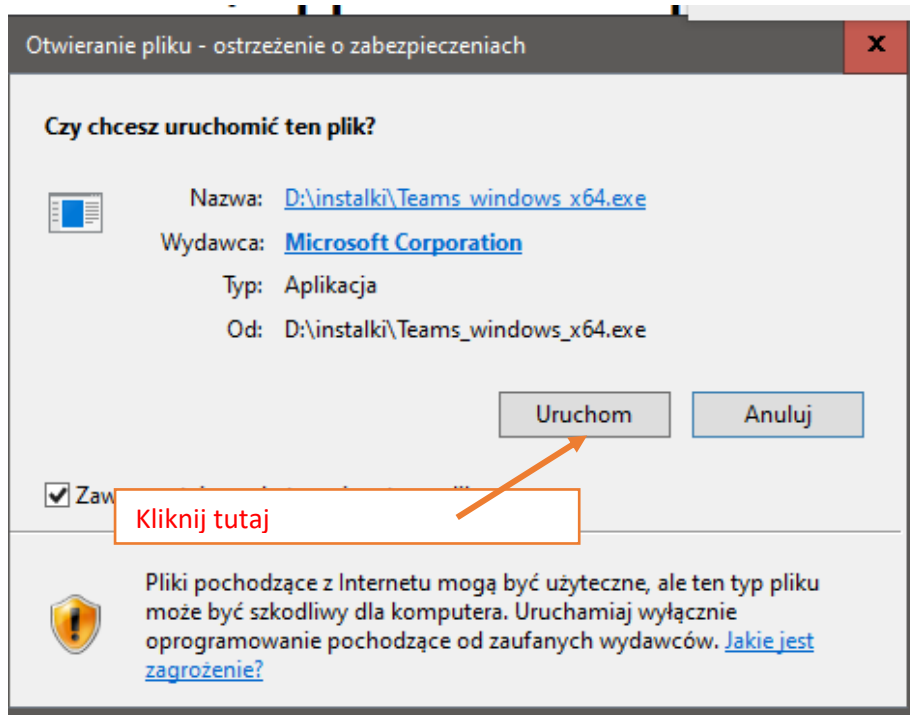 Otwieranie pliku - ostrzeżenie o zabezpieczeniach
Czy chcesz uruchomić ten plik?
Nazwa: D:\instalki\Teams_windows_x64.exe
Wydawca: Microsoft Corporation
Typ: Aplikacja
Od: D:\instalki\Teams_windows_x64.exe
Uruchom Anuluj
Kliknij tutaj
Pliki pochodzące z Internetu mogą być użyteczne, ale ten typ pliku
może być szkodliwy dla komputera. Uruchamiaj wyłącznie
oprogramowanie pochodzące od zaufanych wydawców. Jakie jest
zagrożenie?